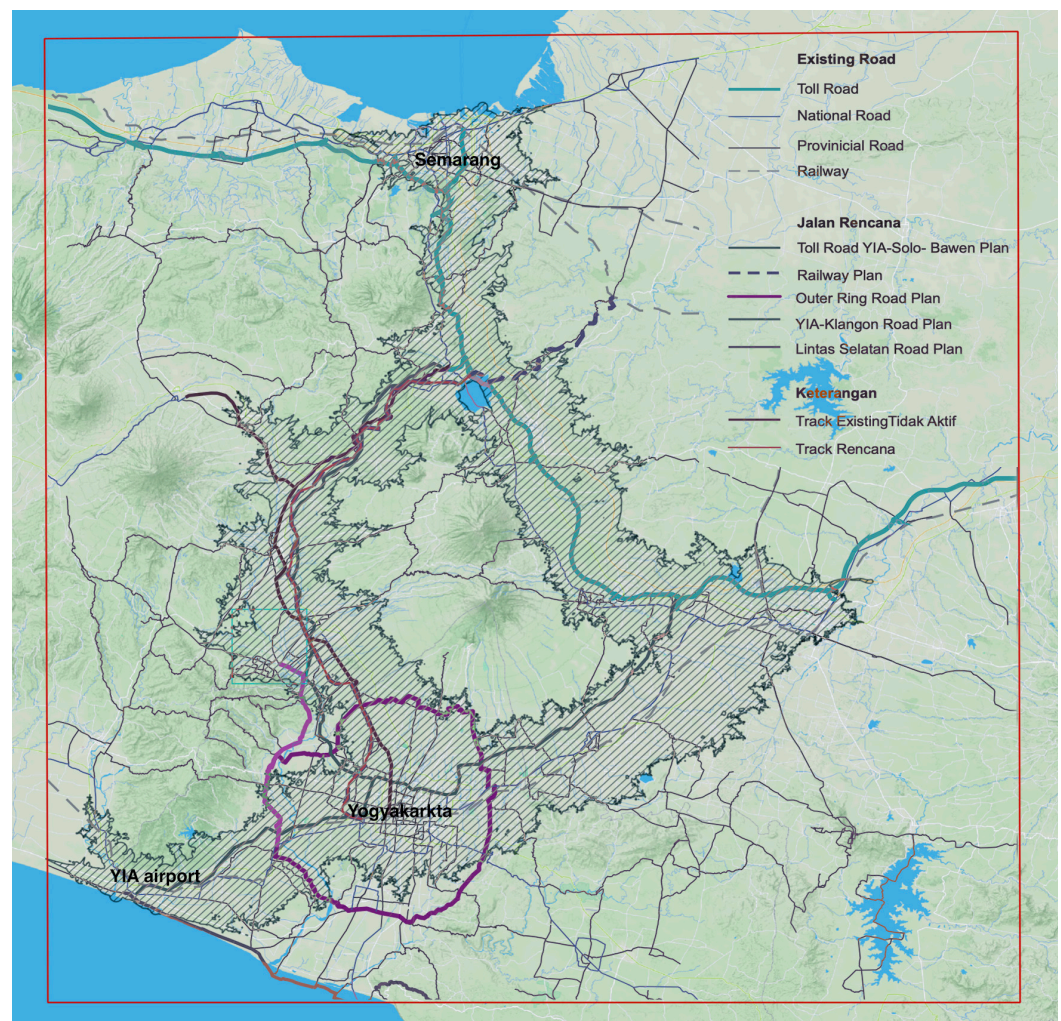 Existing Road
Toll Road
National Road
Provinicial Road
Railway
Jalan Rencana
Toll Road YIA-Solo- Bawen Plan
Railway Plan
Outer Ring Road Plan
YIA-Klangon Road Plan
Lintas Selatan Road Plan
Keterangan
Track ExistingTidak Aktif
Track Rencana
Semarang
Yogyakarkta
YIA airport